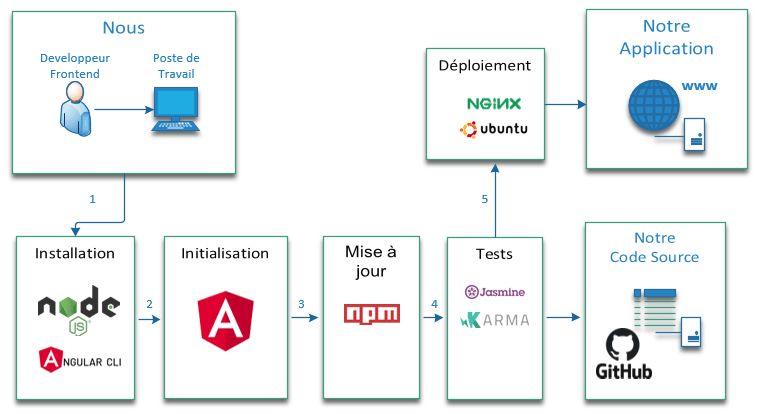 Nous
Developpeur
Frontend
Poste de
Travail
1
Installation
node
JS
ANGULAR CLI
2
Initialisation
A
3
Mise à
jour
npm
4
Tests
Jasmine
KARMA
5
Déploiement
NGINX
ubuntu
Notre
Application
www
Notre
Code Source
GitHub